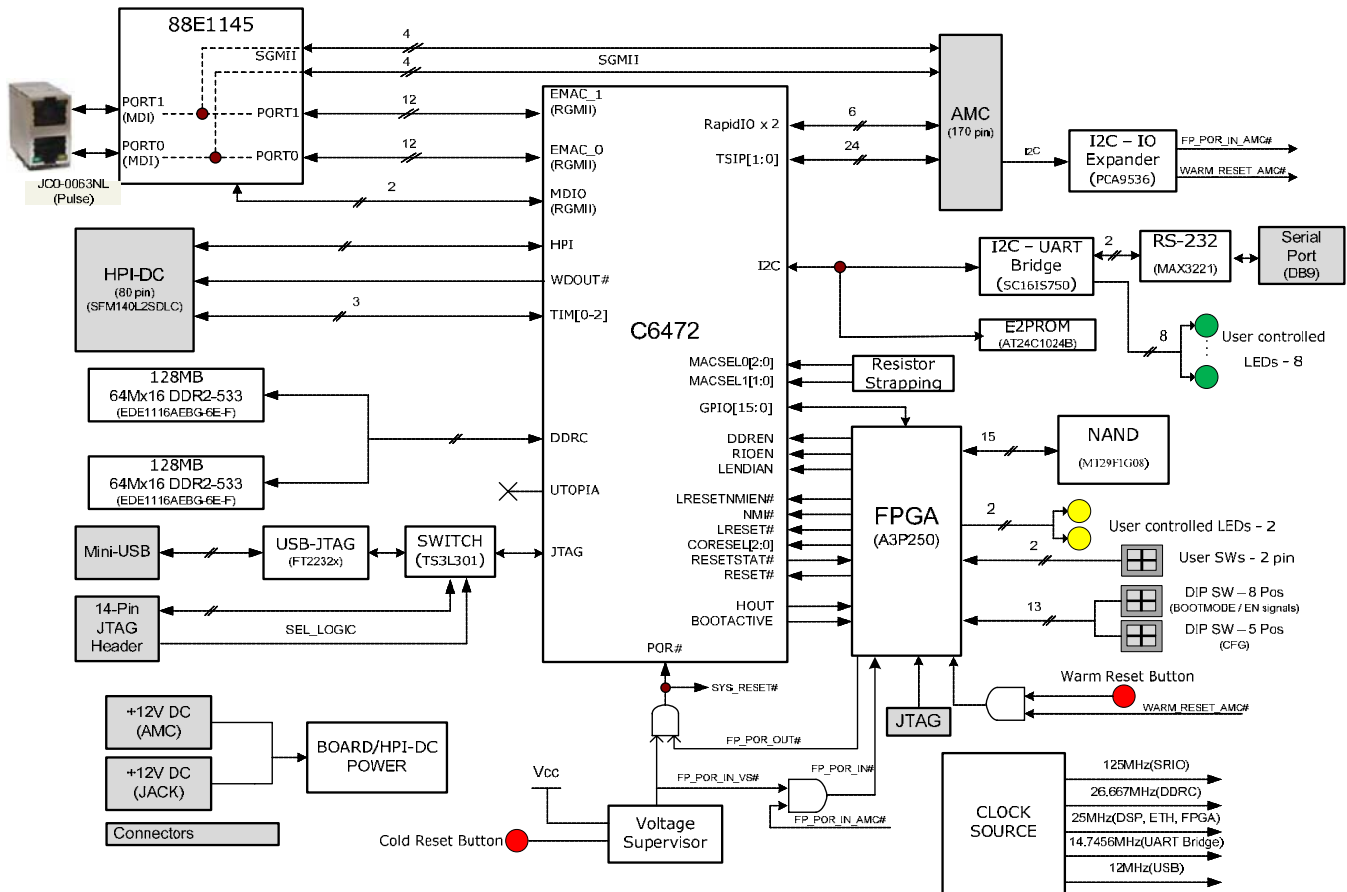 88E1145
SGMII
PORT1
(MDI)
PORT1
PORT0
(MDI)
PORT0
JC0-0063NL
(Pulse)
4
4
SGMII
12
12
2
EMAC_1
(RGMII)
EMAC_0
(RGMII)
MDIO
(RGMII)
HPI
WDOUT#
TIM[0-2]
3
HPI-DC
(80 pin)
(SFM140L2SDLC)
C6472
RapidIO x 2
6
TSIP[1:0]
24
AMC
(170 pin)
I2C
I2C – IO
Expander
(PCA9536)
FP_POR_IN_AMC#
WARM_RESET_AMC#
I2C
I2C – UART
Bridge
(SC16IS750)
2
RS-232
(MAX3221)
Serial
Port
(DB9)
E2PROM
(AT24C1024B)
8
User controlled
LEDs - 8
MACSEL0[2:0]
MACSEL1[1:0]
Resistor
Strapping
GPIO[15:0]
128MB
64Mx16 DDR2-533
(EDE1116AEBG-6E-F)
128MB
64Mx16 DDR2-533
(EDE1116AEBG-6E-F)
DDRC
UTOPIA
JTAG
DDREN
RIOEN
LENDIAN
LRESETNMIEN#
NMI#
LRESET#
CORESEL[2:0]
RESETSTAT#
RESET#
HOUT
BOOTACTIVE
POR#
FPGA
(A3P250)
15
NAND
(MT29F1G08)
2
User controlled LEDs - 2
2
User SWs - 2 pin
13
DIP SW – 8 Pos
(BOOTMODE / EN signals)
DIP SW – 5 Pos
(CFG)
Mini-USB
USB-JTAG
(FT2232x)
SWITCH
(TS3L301)
14-Pin
JTAG
Header
SEL_LOGIC
SYS_RESET#
Warm Reset Button
WARM_RESET_AMC#
JTAG
FP_POR_OUT#
FP_POR_IN_VS#
FP_POR_IN#
FP_POR_IN_AMC#
+12V DC
(AMC)
+12V DC
(JACK)
BOARD/HPI-DC
POWER
Connectors
Vcc
Cold Reset Button
Voltage
Supervisor
CLOCK
SOURCE
125MHz(SRIO)
26.667MHz(DDRC)
25MHz(DSP, ETH, FPGA)
14.7456MHz(UART Bridge)
12MHz(USB)